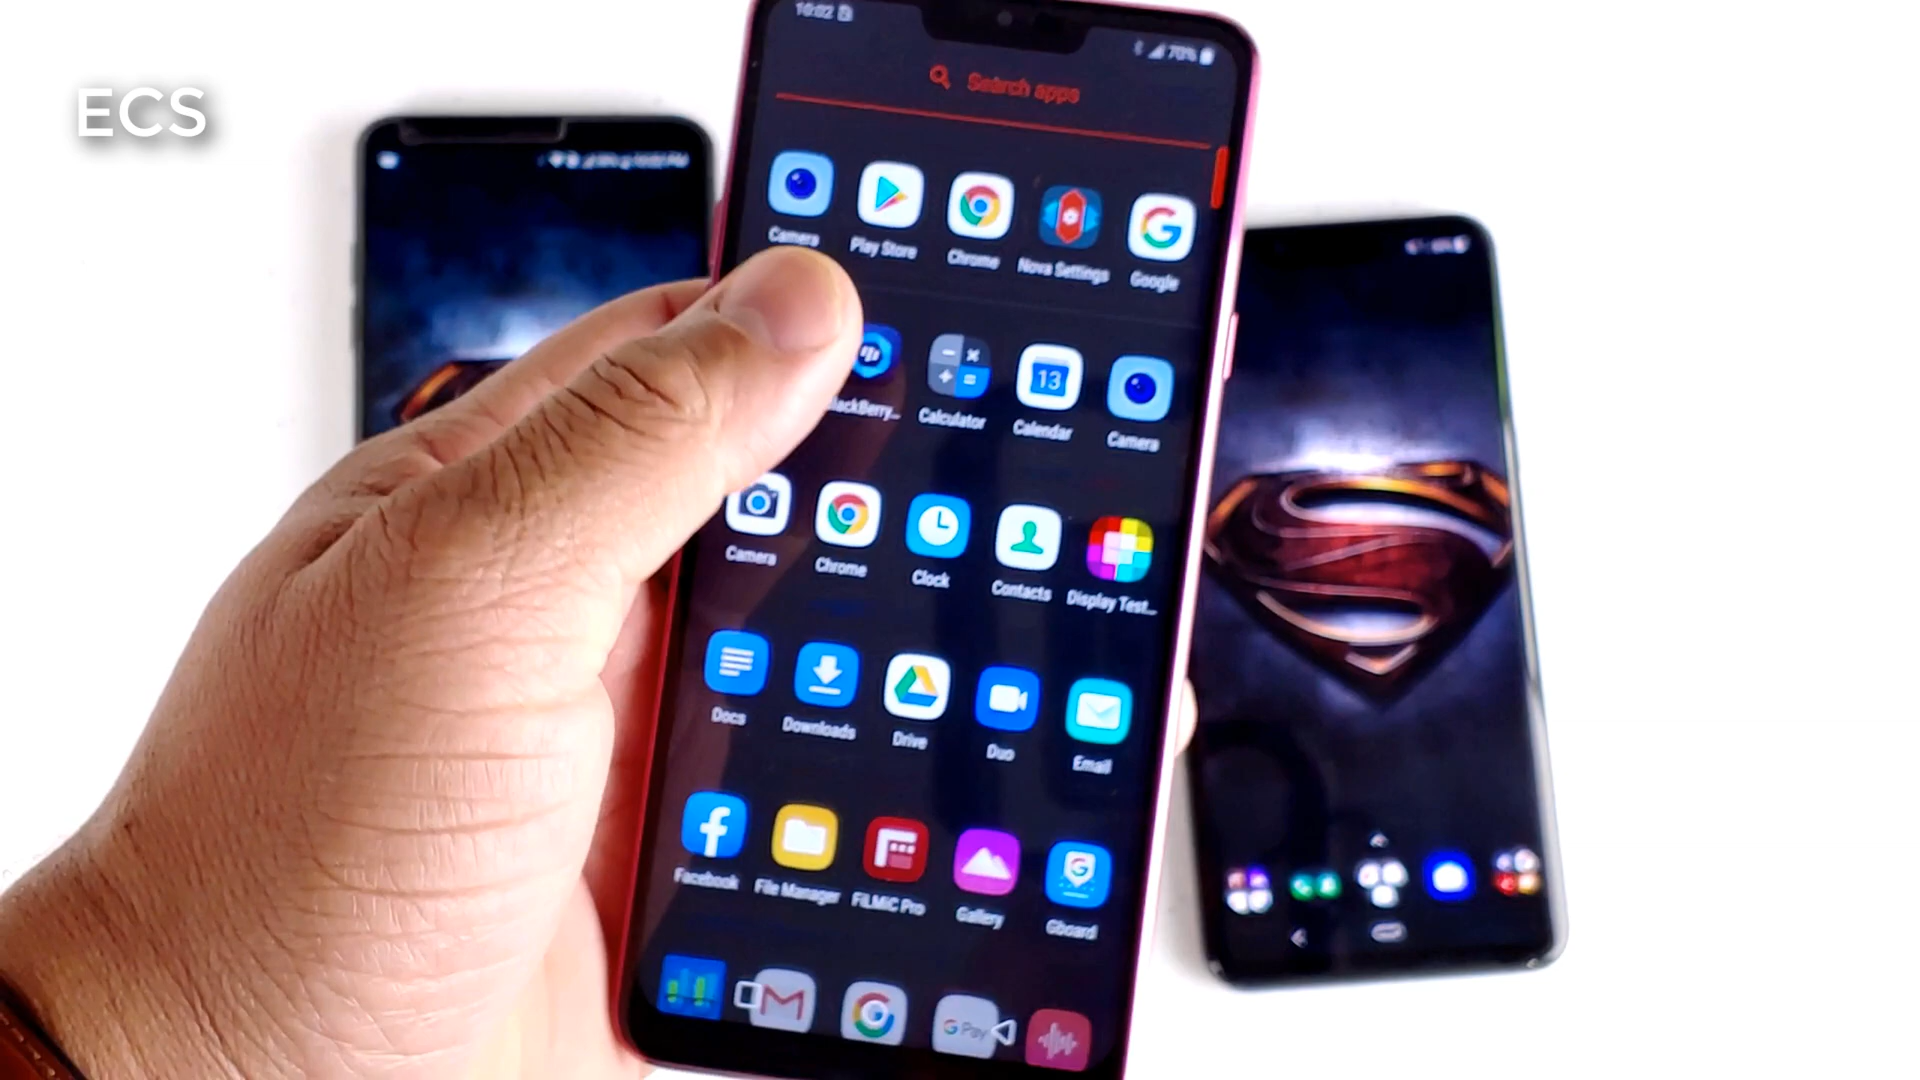 ECS
10:02
70%
Search apps
Camera
Play Store
Chrome
Nova Settings
Google
lackBerry...
Calculator
13
Calendar
Camera
Camera
Chrome
Clock
Contacts
Display Test...
Docs
Downloads
Drive
Duo
Email
Facebook
File Manager
FiLMiC Pro
Gallery
Gboard
G Pay